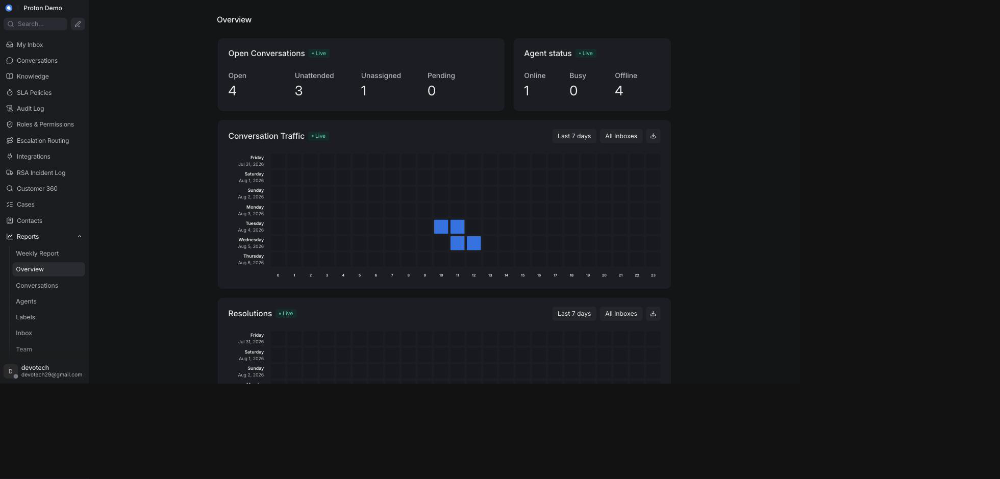 Proton Demo
Search...
My Inbox
Conversations
Knowledge
SLA Policies
Audit Log
Roles & Permissions
Escalation Routing
Integrations
RSA Incident Log
Customer 360
Cases
Contacts
Reports
Weekly Report
Overview
Conversations
Agents
Labels
Inbox
Team
D
devotech
devotech29@gmail.com
Overview
Open Conversations • Live
Open Unattended Unassigned Pending
4 3 1 0
Agent status • Live
Online Busy Offline
1 0 4
Conversation Traffic • Live
Last 7 days All Inboxes
Friday
Jul 31, 2026
Saturday
Aug 1, 2026
Sunday
Aug 2, 2026
Monday
Aug 3, 2026
Tuesday
Aug 4, 2026
Wednesday
Aug 5, 2026
Thursday
Aug 6, 2026
0 1 2 3 4 5 6 7 8 9 10 11 12 13 14 15 16 17 18 19 20 21 22 23
Resolutions • Live
Last 7 days All Inboxes
Friday
Jul 31, 2026
Saturday
Aug 1, 2026
Sunday
Aug 2, 2026